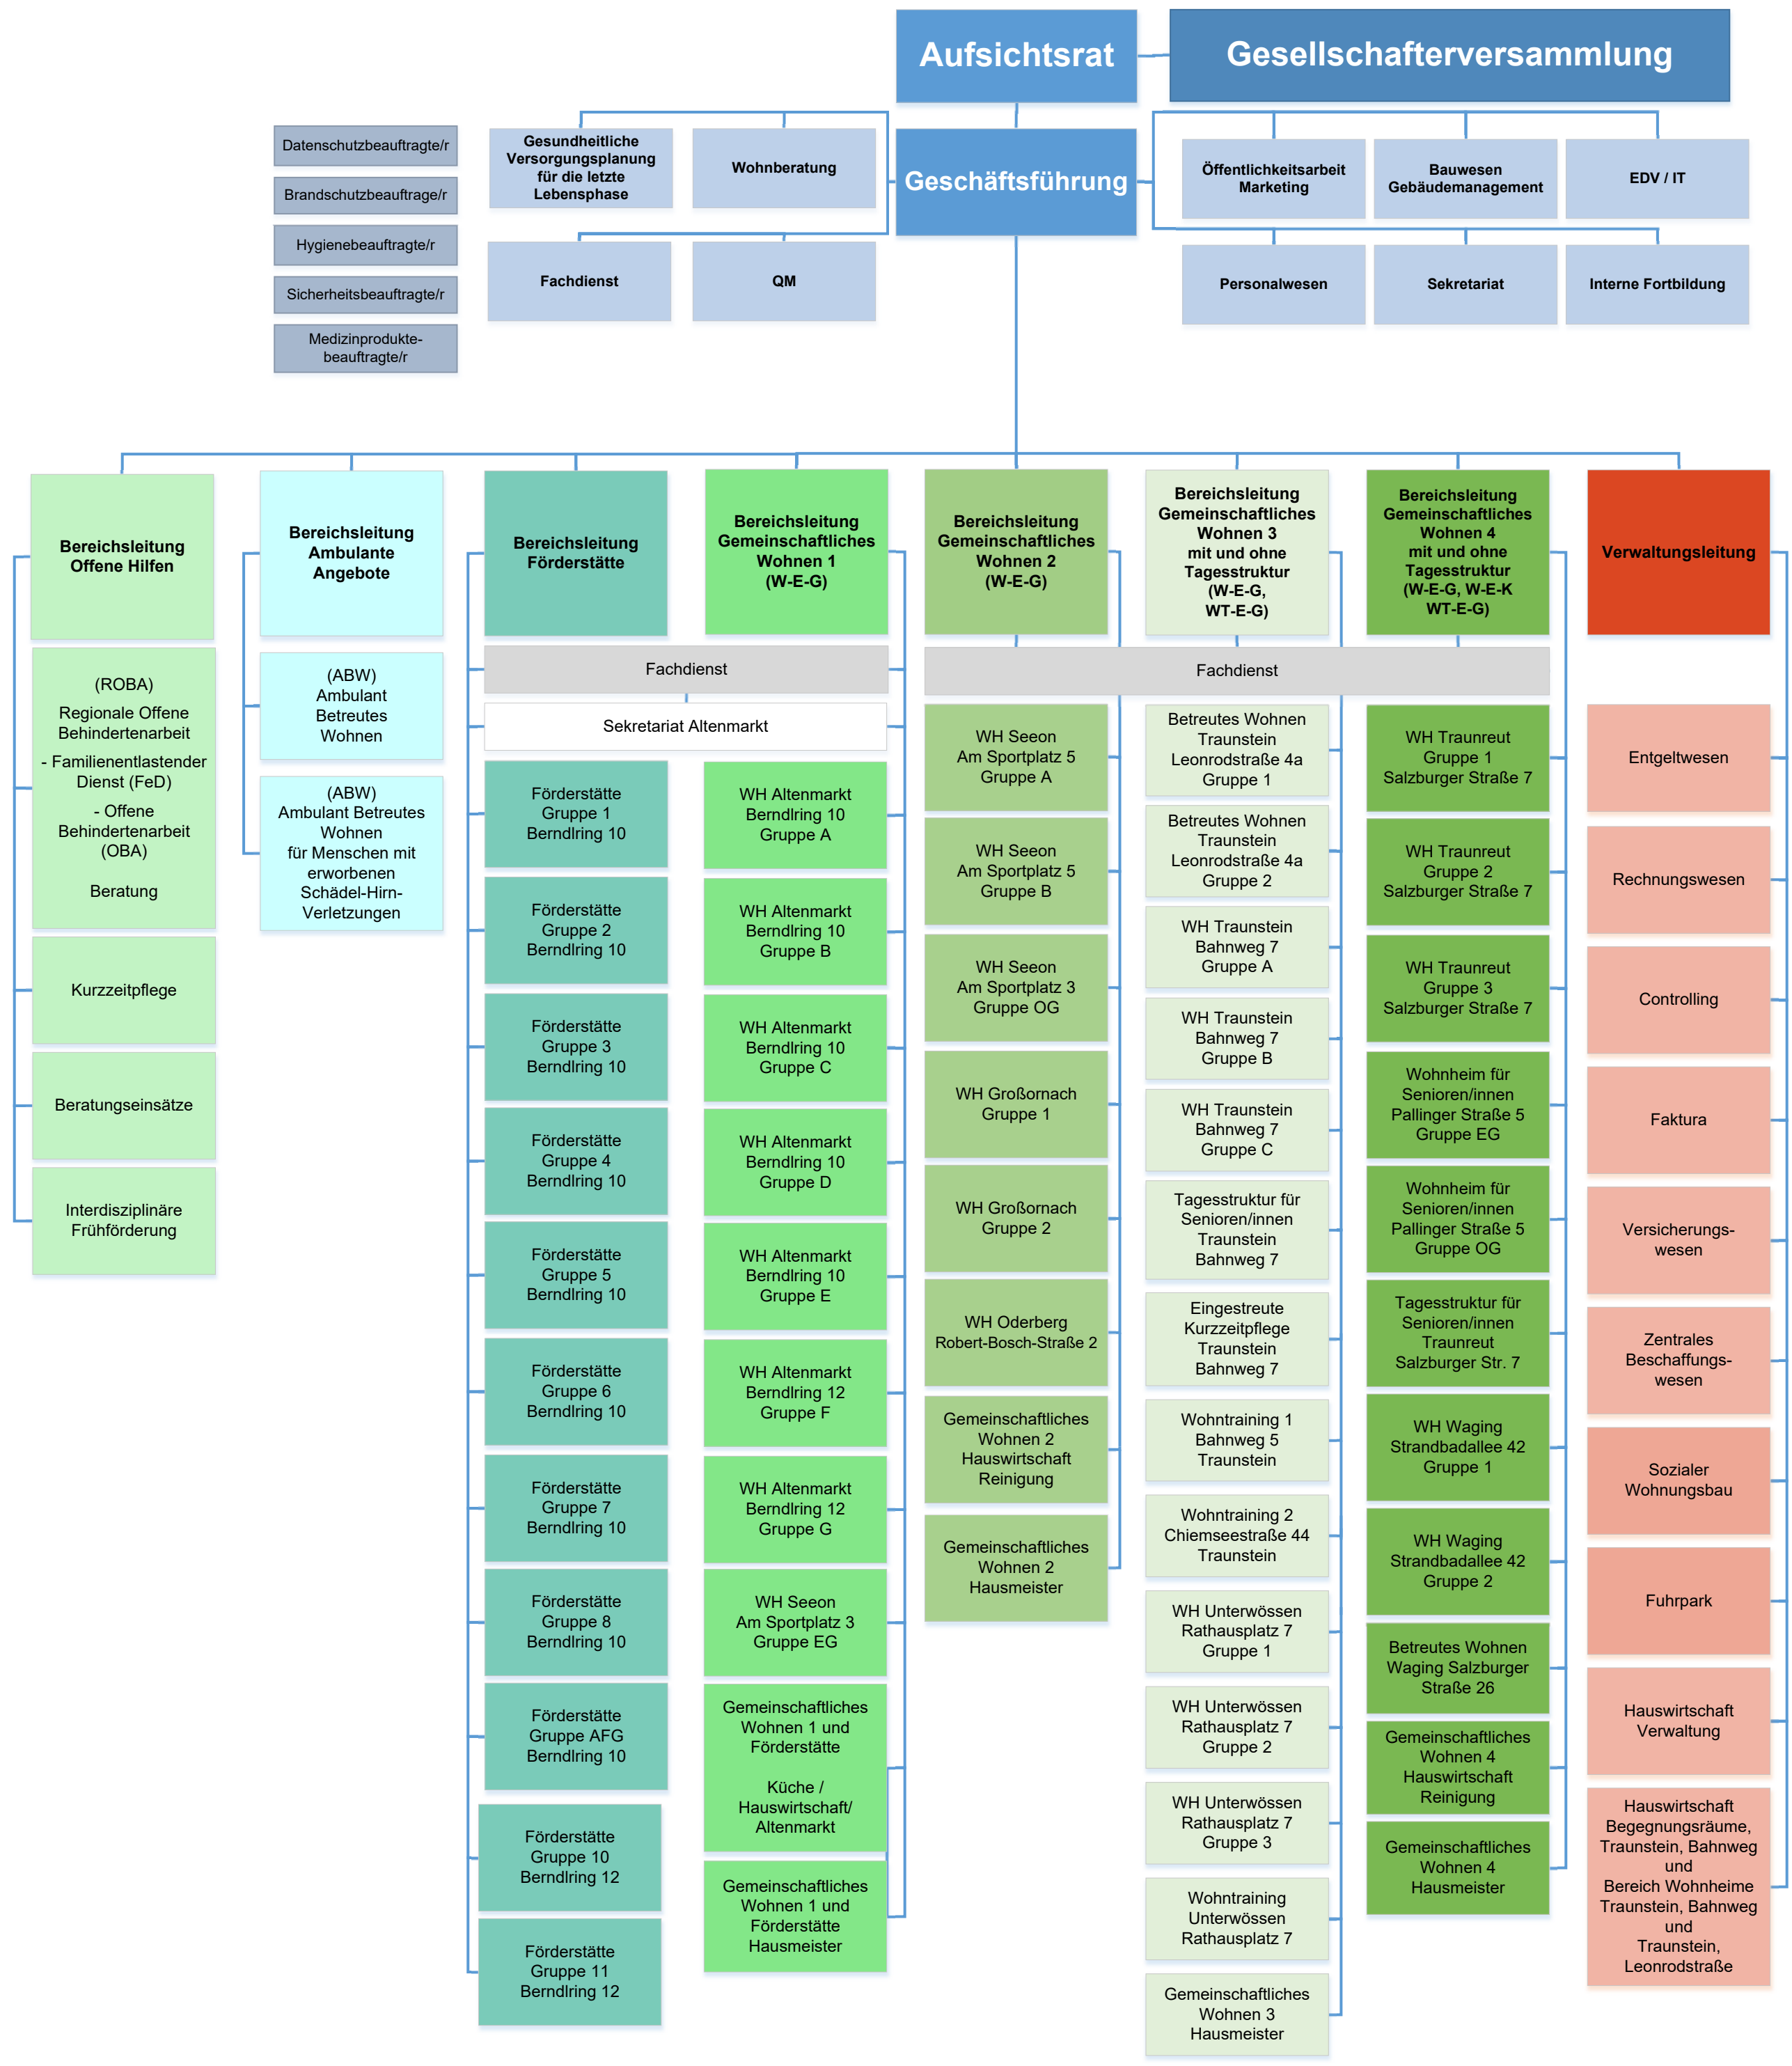 Aufsichtsrat
Gesellschafterversammlung
Geschäftsführung
Datenschutzbeauftragte/r
Brandschutzbeauftrage/r
Hygienebeauftragte/r
Sicherheitsbeauftragte/r
Medizinprodukte-
beauftragte/r
Gesundheitliche
Versorgungsplanung
für die letzte
Lebensphase
Wohnberatung
Fachdienst
QM
Öffentlichkeitsarbeit
Marketing
Bauwesen
Gebäudemanagement
EDV / IT
Personalwesen
Sekretariat
Interne Fortbildung
Bereichsleitung
Offene Hilfen
(ROBA)
Regionale Offene
Behindertenarbeit
- Familienentlastender
Dienst (FeD)
- Offene
Behindertenarbeit
(OBA)
Beratung
Kurzzeitpflege
Beratungseinsätze
Interdisziplinäre
Frühförderung
Bereichsleitung
Ambulante
Angebote
(ABW)
Ambulant
Betreutes
Wohnen
(ABW)
Ambulant Betreutes
Wohnen
für Menschen mit
erworbenen
Schädel-Hirn-
Verletzungen
Bereichsleitung
Förderstätte
Bereichsleitung
Gemeinschaftliches
Wohnen 1
(W-E-G)
Fachdienst
Sekretariat Altenmarkt
Förderstätte
Gruppe 1
Berndlring 10
Förderstätte
Gruppe 2
Berndlring 10
Förderstätte
Gruppe 3
Berndlring 10
Förderstätte
Gruppe 4
Berndlring 10
Förderstätte
Gruppe 5
Berndlring 10
Förderstätte
Gruppe 6
Berndlring 10
Förderstätte
Gruppe 7
Berndlring 10
Förderstätte
Gruppe 8
Berndlring 10
Förderstätte
Gruppe AFG
Berndlring 10
Förderstätte
Gruppe 10
Berndlring 12
Förderstätte
Gruppe 11
Berndlring 12
WH Altenmarkt
Berndlring 10
Gruppe A
WH Altenmarkt
Berndlring 10
Gruppe B
WH Altenmarkt
Berndlring 10
Gruppe C
WH Altenmarkt
Berndlring 10
Gruppe D
WH Altenmarkt
Berndlring 10
Gruppe E
WH Altenmarkt
Berndlring 12
Gruppe F
WH Altenmarkt
Berndlring 12
Gruppe G
WH Seeon
Am Sportplatz 3
Gruppe EG
Gemeinschaftliches
Wohnen 1 und
Förderstätte
Küche /
Hauswirtschaft/
Altenmarkt
Gemeinschaftliches
Wohnen 1 und
Förderstätte
Hausmeister
Bereichsleitung
Gemeinschaftliches
Wohnen 2
(W-E-G)
Bereichsleitung
Gemeinschaftliches
Wohnen 3
mit und ohne
Tagesstruktur
(W-E-G,
WT-E-G)
Bereichsleitung
Gemeinschaftliches
Wohnen 4
mit und ohne
Tagesstruktur
(W-E-G, W-E-K
WT-E-G)
Fachdienst
WH Seeon
Am Sportplatz 5
Gruppe A
WH Seeon
Am Sportplatz 5
Gruppe B
WH Seeon
Am Sportplatz 3
Gruppe OG
WH Großornach
Gruppe 1
WH Großornach
Gruppe 2
WH Oderberg
Robert-Bosch-Straße 2
Gemeinschaftliches
Wohnen 2
Hauswirtschaft
Reinigung
Gemeinschaftliches
Wohnen 2
Hausmeister
Betreutes Wohnen
Traunstein
Leonrodstraße 4a
Gruppe 1
Betreutes Wohnen
Traunstein
Leonrodstraße 4a
Gruppe 2
WH Traunstein
Bahnweg 7
Gruppe A
WH Traunstein
Bahnweg 7
Gruppe B
WH Traunstein
Bahnweg 7
Gruppe C
Tagesstruktur für
Senioren/innen
Traunstein
Bahnweg 7
Eingestreute
Kurzzeitpflege
Traunstein
Bahnweg 7
Wohntraining 1
Bahnweg 5
Traunstein
Wohntraining 2
Chiemseestraße 44
Traunstein
WH Unterwössen
Rathausplatz 7
Gruppe 1
WH Unterwössen
Rathausplatz 7
Gruppe 2
WH Unterwössen
Rathausplatz 7
Gruppe 3
Wohntraining
Unterwössen
Rathausplatz 7
Gemeinschaftliches
Wohnen 3
Hausmeister
WH Traunreut
Gruppe 1
Salzburger Straße 7
WH Traunreut
Gruppe 2
Salzburger Straße 7
WH Traunreut
Gruppe 3
Salzburger Straße 7
Wohnheim für
Senioren/innen
Pallinger Straße 5
Gruppe EG
Wohnheim für
Senioren/innen
Pallinger Straße 5
Gruppe OG
Tagesstruktur für
Senioren/innen
Traunreut
Salzburger Str. 7
WH Waging
Strandbadallee 42
Gruppe 1
WH Waging
Strandbadallee 42
Gruppe 2
Betreutes Wohnen
Waging Salzburger
Straße 26
Gemeinschaftliches
Wohnen 4
Hauswirtschaft
Reinigung
Gemeinschaftliches
Wohnen 4
Hausmeister
Verwaltungsleitung
Entgeltwesen
Rechnungswesen
Controlling
Faktura
Versicherungs-
wesen
Zentrales
Beschaffungs-
wesen
Sozialer
Wohnungsbau
Fuhrpark
Hauswirtschaft
Verwaltung
Hauswirtschaft
Begegnungsräume,
Traunstein, Bahnweg
und
Bereich Wohnheime
Traunstein, Bahnweg
und
Traunstein,
Leonrodstraße